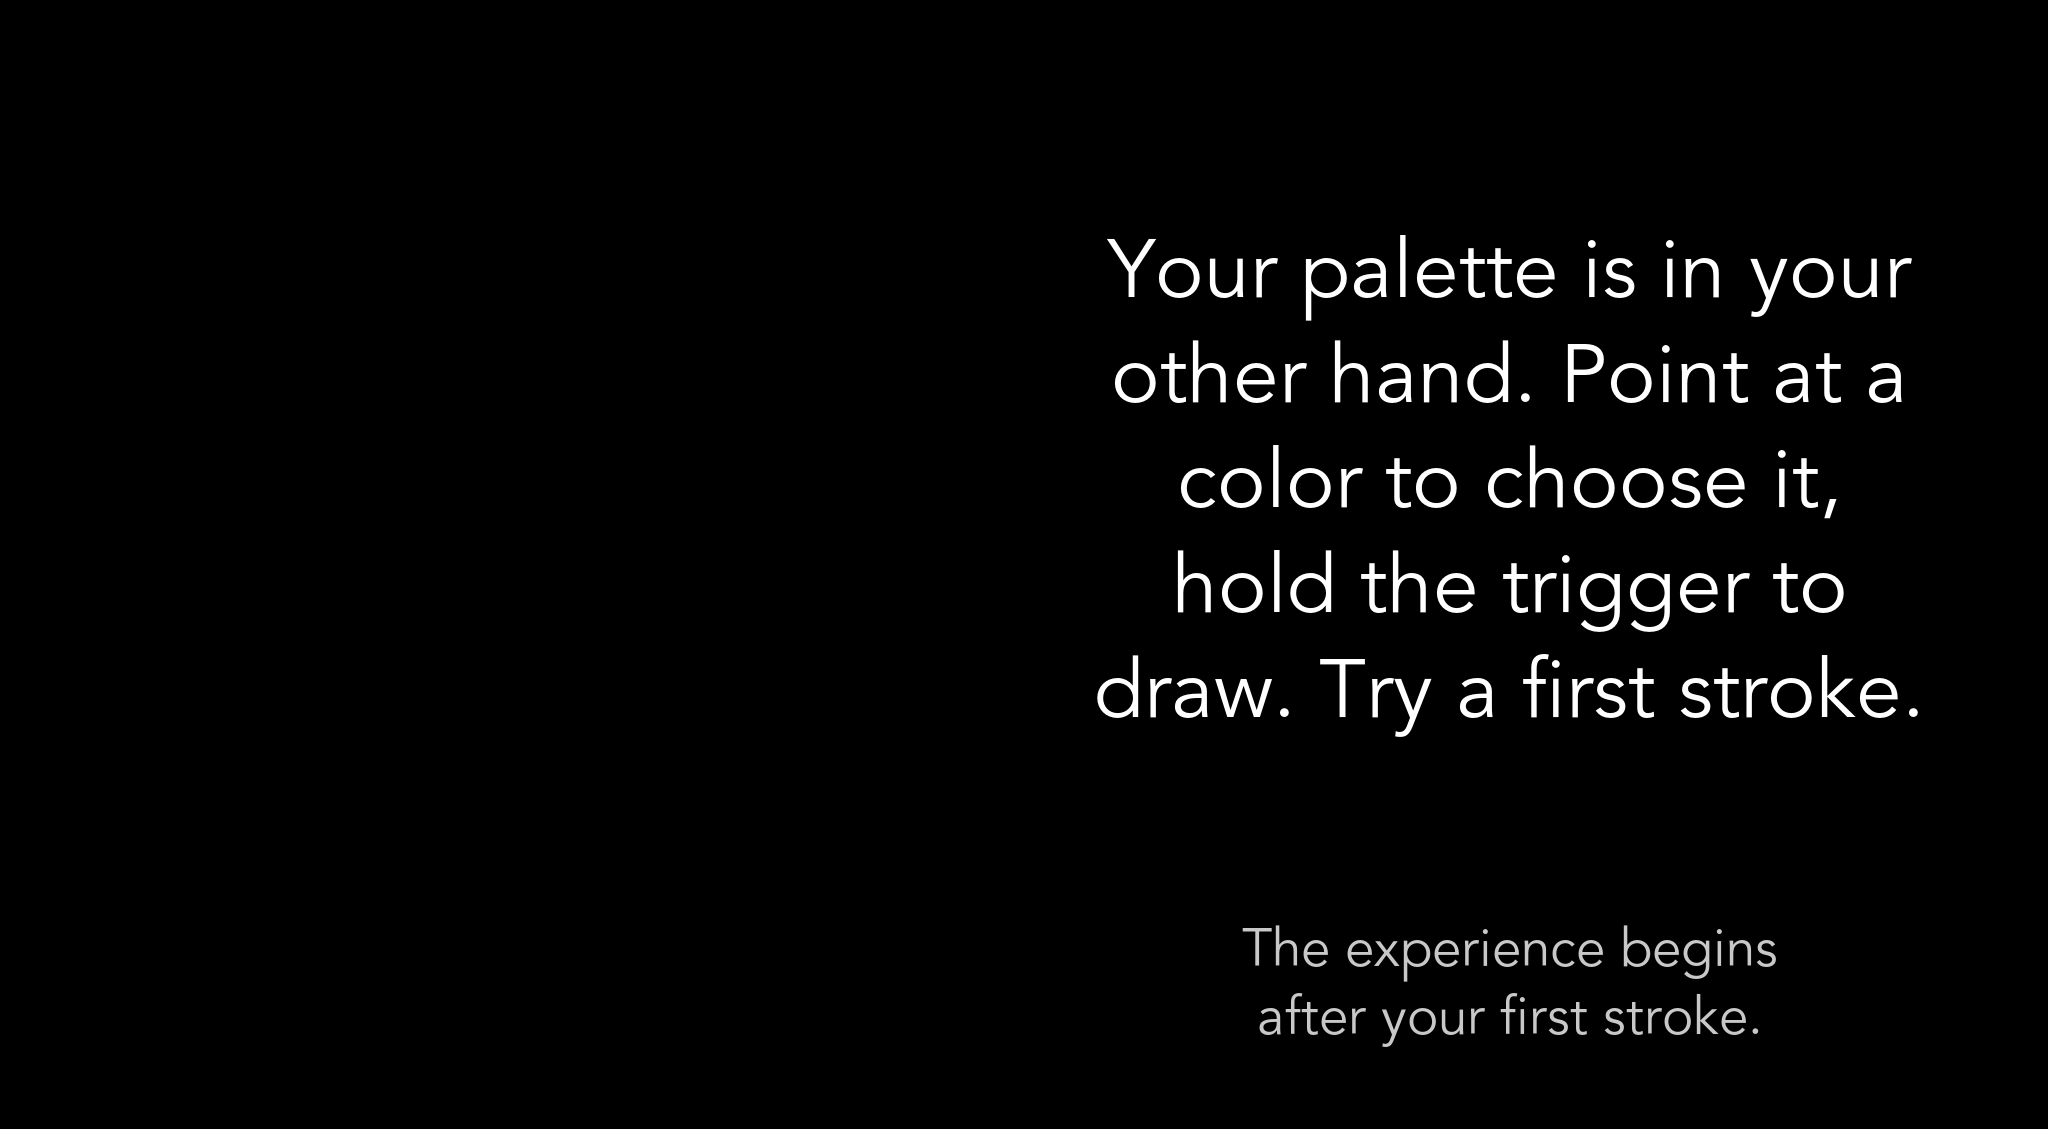 Your palette is in your
other hand. Point at a
color to choose it,
hold the trigger to
draw. Try a first stroke.
The experience begins
after your first stroke.